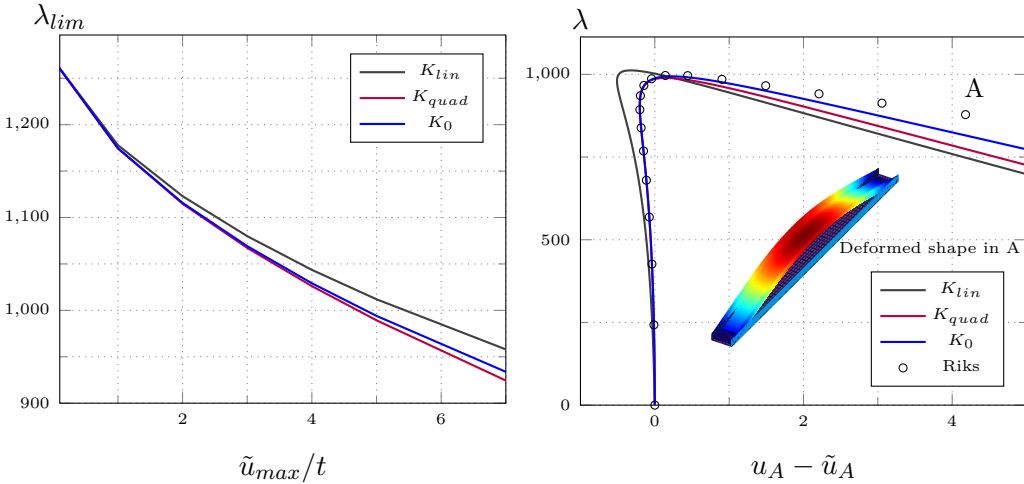 λ_lim
K_lin
K_quad
K_0
1,200
1,100
1,000
900
2 4 6
ũ_max/t
λ
1,000
500
0
A
Deformed shape in A
K_lin
K_quad
K_0
Riks
0 2 4
u_A − ũ_A